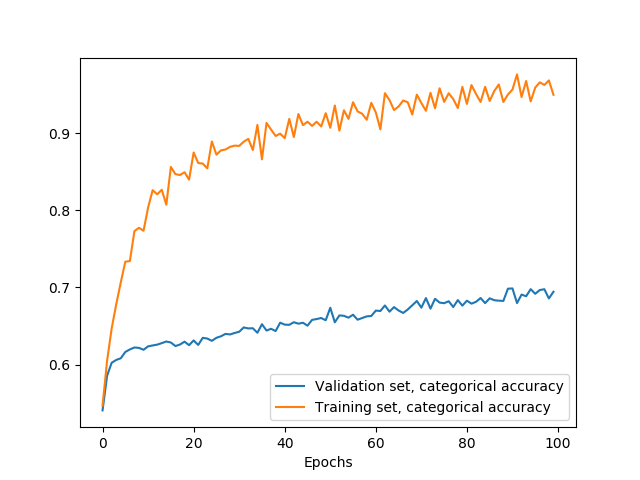 0.9
0.8
0.7
0.6
0 20 40 60 80 100
Epochs
Validation set, categorical accuracy
Training set, categorical accuracy